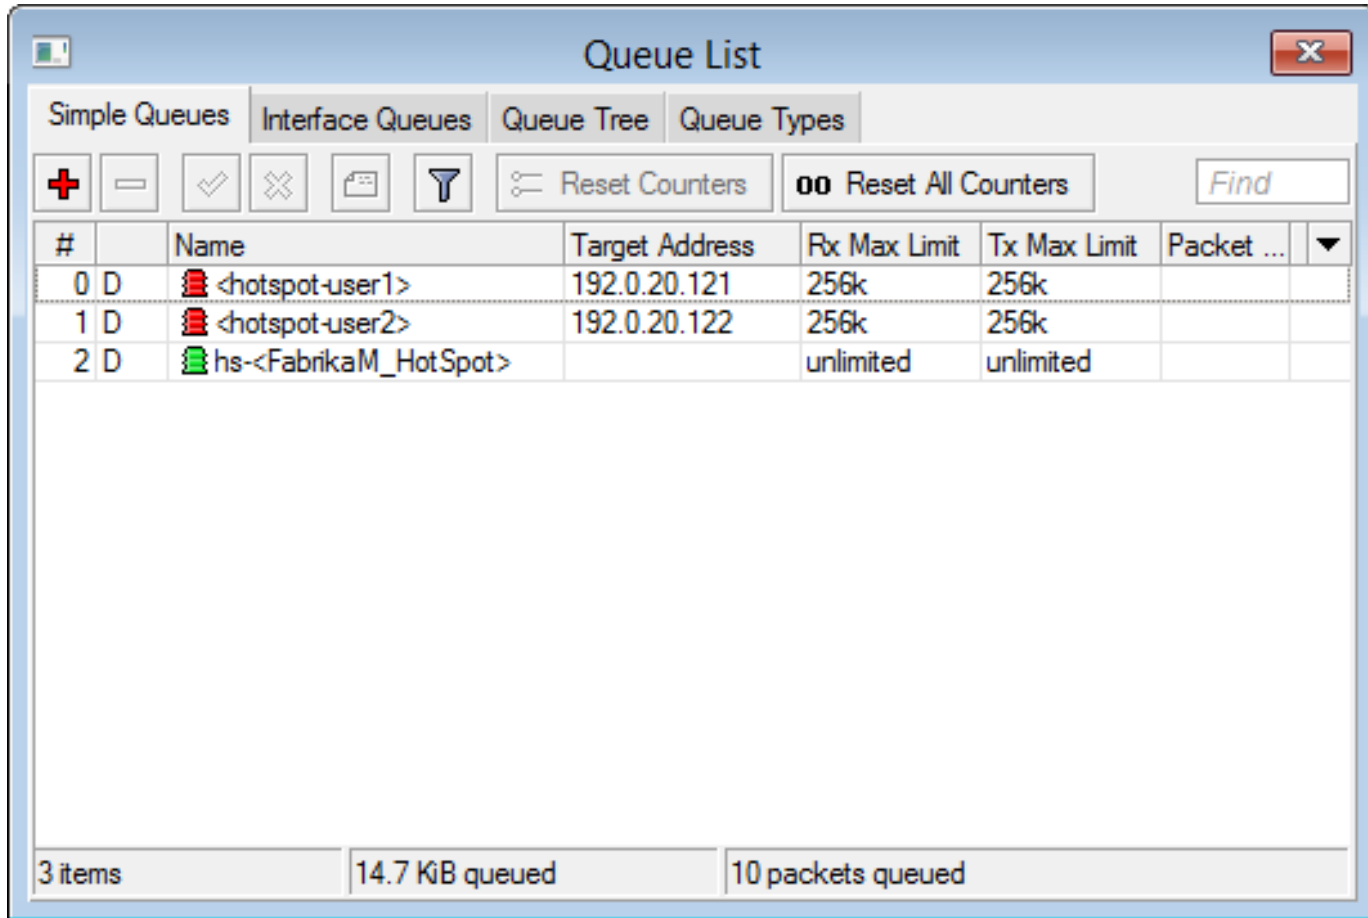 Queue List
Simple Queues Interface Queues Queue Tree Queue Types
Reset Counters 00 Reset All Counters Find
# Name Target Address Rx Max Limit Tx Max Limit Packet ...
0 D <hotspot-user1> 192.0.20.121 256k 256k
1 D <hotspot-user2> 192.0.20.122 256k 256k
2 D hs-<FabrikaM_HotSpot> unlimited unlimited
3 items 14.7 KiB queued 10 packets queued